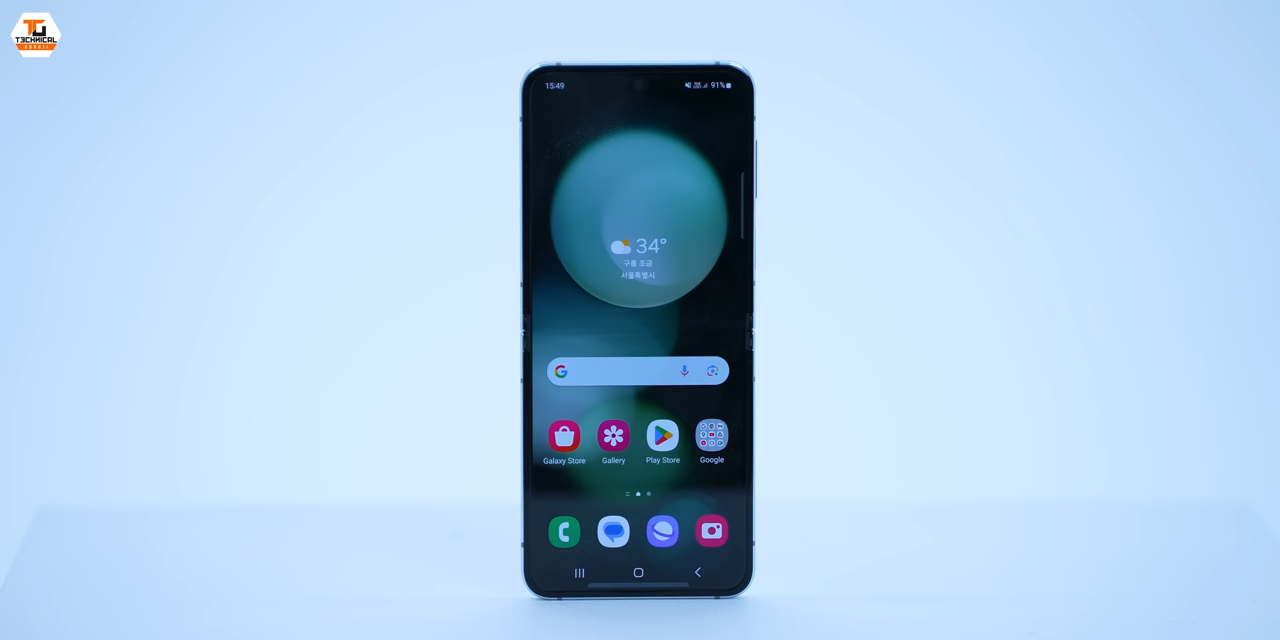 TECHNICAL
GURUJI
15:49
91%
34°
구름 조금
서울특별시
Galaxy Store
Gallery
Play Store
Google